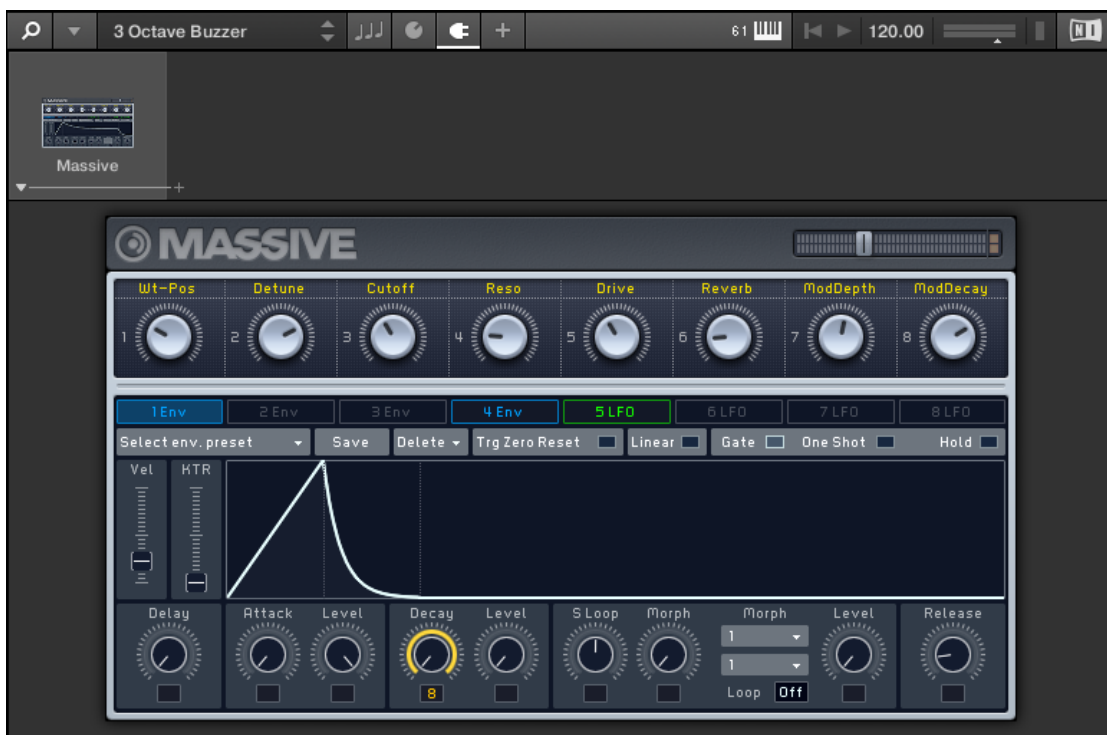 3 Octave Buzzer 61 120.00 NI
Massive
MASSIVE
Wt-Pos Detune Cutoff Reso Drive Reverb ModDepth ModDecay
1 2 3 4 5 6 7 8
1 Env 2 Env 3 Env 4 Env 5 LFO 6 LFO 7 LFO 8 LFO
Select env. preset Save Delete Trg Zero Reset Linear Gate One Shot Hold
Vel KTR
Delay Attack Level Decay Level S Loop Morph Morph Level Release
1
1
8 Loop Off